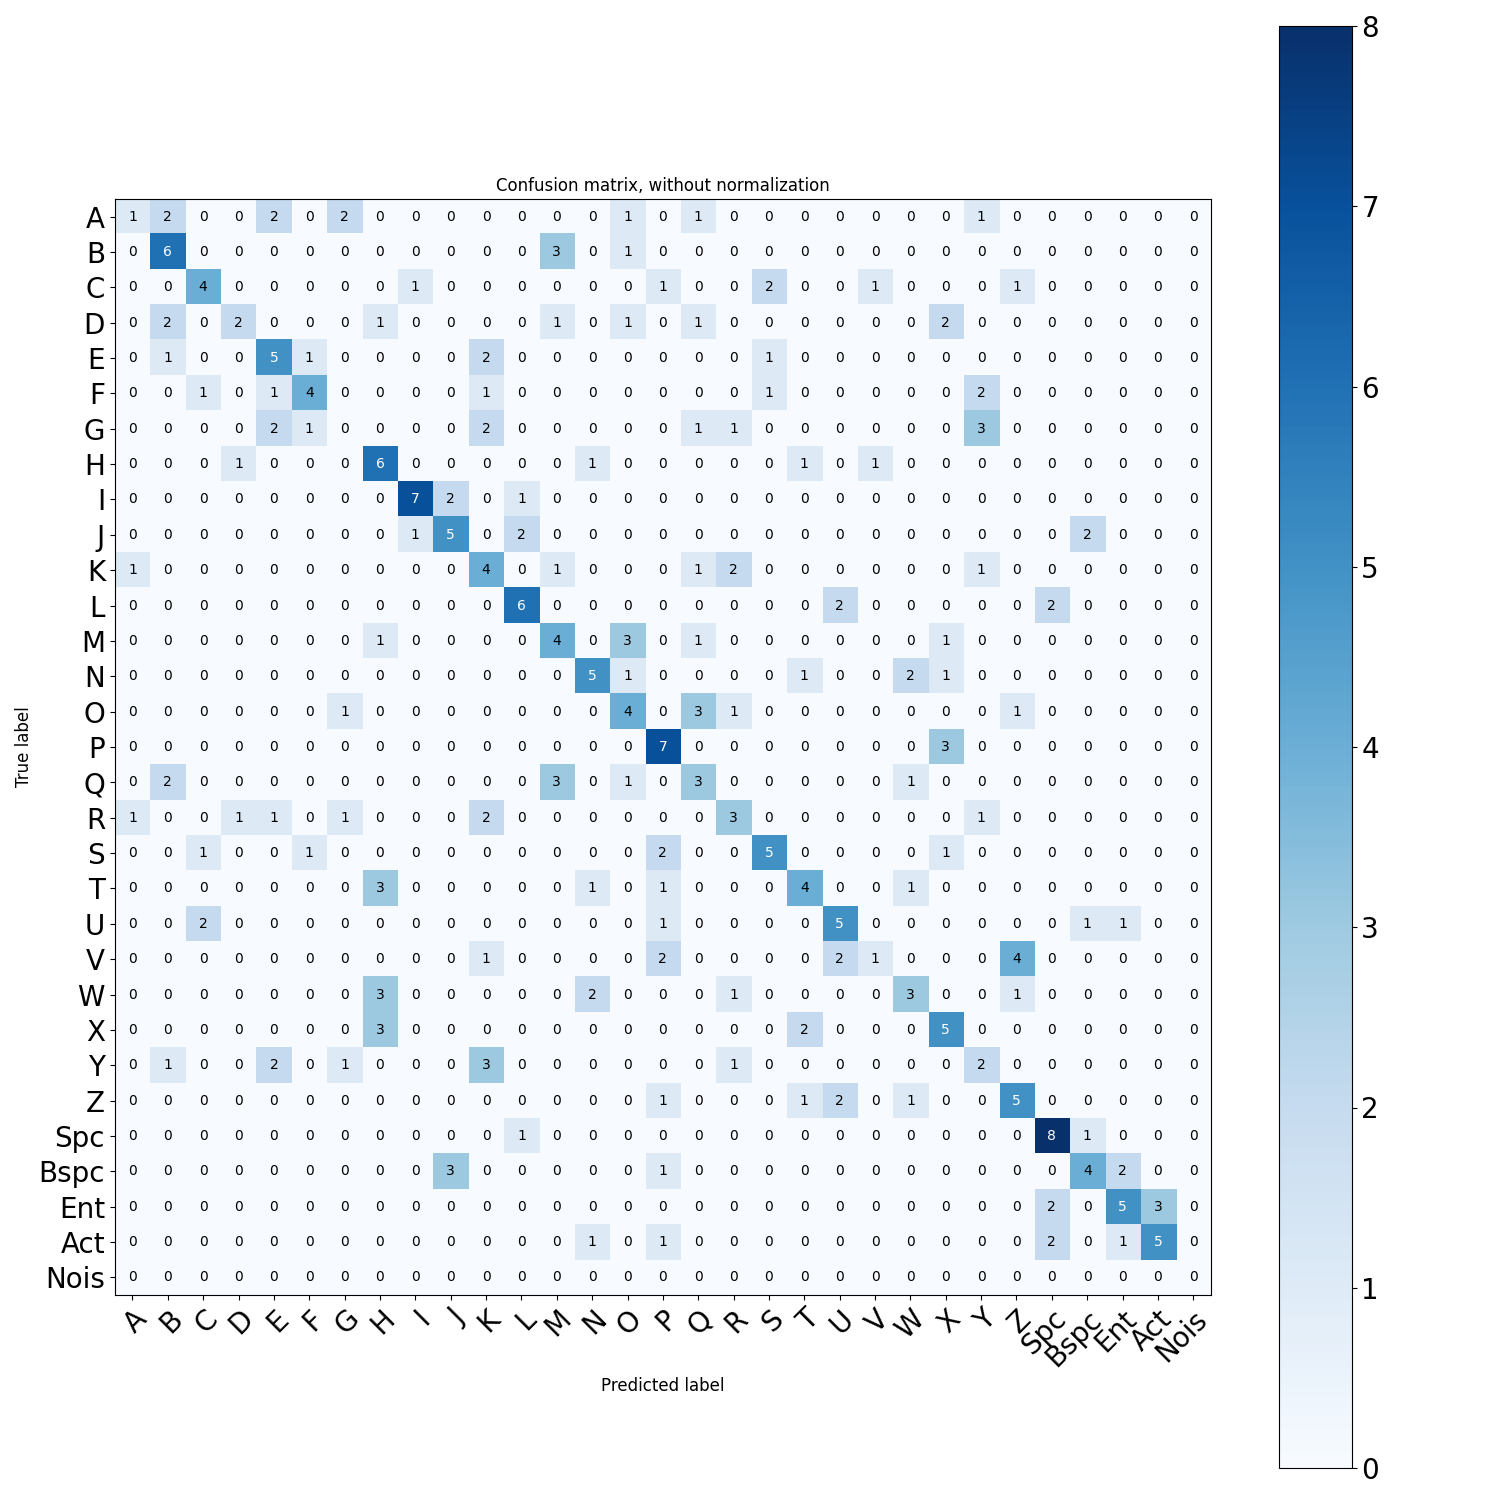 Confusion matrix, without normalization
A 1 2 0 0 2 0 2 0 0 0 0 0 0 0 1 0 1 0 0 0 0 0 0 0 1 0 0 0 0 0 0
B 0 6 0 0 0 0 0 0 0 0 0 0 3 0 1 0 0 0 0 0 0 0 0 0 0 0 0 0 0 0 0
C 0 0 4 0 0 0 0 0 1 0 0 0 0 0 0 1 0 0 2 0 0 1 0 0 0 1 0 0 0 0 0
D 0 2 0 2 0 0 0 1 0 0 0 0 1 0 1 0 1 0 0 0 0 0 0 2 0 0 0 0 0 0 0
E 0 1 0 0 5 1 0 0 0 0 2 0 0 0 0 0 0 0 1 0 0 0 0 0 0 0 0 0 0 0 0
F 0 0 1 0 1 4 0 0 0 0 1 0 0 0 0 0 0 0 1 0 0 0 0 0 2 0 0 0 0 0 0
G 0 0 0 0 2 1 0 0 0 0 2 0 0 0 0 0 1 1 0 0 0 0 0 0 3 0 0 0 0 0 0
H 0 0 0 1 0 0 0 6 0 0 0 0 0 1 0 0 0 0 0 1 0 1 0 0 0 0 0 0 0 0 0
I 0 0 0 0 0 0 0 0 7 2 0 1 0 0 0 0 0 0 0 0 0 0 0 0 0 0 0 0 0 0 0
J 0 0 0 0 0 0 0 0 1 5 0 2 0 0 0 0 0 0 0 0 0 0 0 0 0 0 0 2 0 0 0
K 1 0 0 0 0 0 0 0 0 0 4 0 1 0 0 0 1 2 0 0 0 0 0 0 1 0 0 0 0 0 0
L 0 0 0 0 0 0 0 0 0 0 0 6 0 0 0 0 0 0 0 0 2 0 0 0 0 0 2 0 0 0 0
M 0 0 0 0 0 0 0 1 0 0 0 0 4 0 3 0 1 0 0 0 0 0 0 1 0 0 0 0 0 0 0
N 0 0 0 0 0 0 0 0 0 0 0 0 0 5 1 0 0 0 0 1 0 0 2 1 0 0 0 0 0 0 0
O 0 0 0 0 0 0 1 0 0 0 0 0 0 0 4 0 3 1 0 0 0 0 0 0 0 1 0 0 0 0 0
P 0 0 0 0 0 0 0 0 0 0 0 0 0 0 0 7 0 0 0 0 0 0 0 3 0 0 0 0 0 0 0
Q 0 2 0 0 0 0 0 0 0 0 0 0 3 0 1 0 3 0 0 0 0 0 1 0 0 0 0 0 0 0 0
R 1 0 0 1 1 0 1 0 0 0 2 0 0 0 0 0 0 3 0 0 0 0 0 0 1 0 0 0 0 0 0
S 0 0 1 0 0 1 0 0 0 0 0 0 0 0 0 2 0 0 5 0 0 0 0 1 0 0 0 0 0 0 0
T 0 0 0 0 0 0 0 3 0 0 0 0 0 1 0 1 0 0 0 4 0 0 1 0 0 0 0 0 0 0 0
U 0 0 2 0 0 0 0 0 0 0 0 0 0 0 0 1 0 0 0 0 5 0 0 0 0 0 0 1 1 0 0
V 0 0 0 0 0 0 0 0 0 0 1 0 0 0 0 2 0 0 0 0 2 1 0 0 0 4 0 0 0 0 0
W 0 0 0 0 0 0 0 3 0 0 0 0 0 2 0 0 0 1 0 0 0 0 3 0 0 1 0 0 0 0 0
X 0 0 0 0 0 0 0 3 0 0 0 0 0 0 0 0 0 0 0 2 0 0 0 5 0 0 0 0 0 0 0
Y 0 1 0 0 2 0 1 0 0 0 3 0 0 0 0 0 0 1 0 0 0 0 0 0 2 0 0 0 0 0 0
Z 0 0 0 0 0 0 0 0 0 0 0 0 0 0 0 1 0 0 0 1 2 0 1 0 0 5 0 0 0 0 0
Spc 0 0 0 0 0 0 0 0 0 0 0 1 0 0 0 0 0 0 0 0 0 0 0 0 0 0 8 1 0 0 0
Bspc 0 0 0 0 0 0 0 0 0 3 0 0 0 0 0 1 0 0 0 0 0 0 0 0 0 0 0 4 2 0 0
Ent 0 0 0 0 0 0 0 0 0 0 0 0 0 0 0 0 0 0 0 0 0 0 0 0 0 0 2 0 5 3 0
Act 0 0 0 0 0 0 0 0 0 0 0 0 0 1 0 1 0 0 0 0 0 0 0 0 0 0 2 0 1 5 0
Nois 0 0 0 0 0 0 0 0 0 0 0 0 0 0 0 0 0 0 0 0 0 0 0 0 0 0 0 0 0 0 0
A B C D E F G H I J K L M N O P Q R S T U V W X Y Z Spc Bspc Ent Act Nois
Predicted label
True label
8
7
6
5
4
3
2
1
0